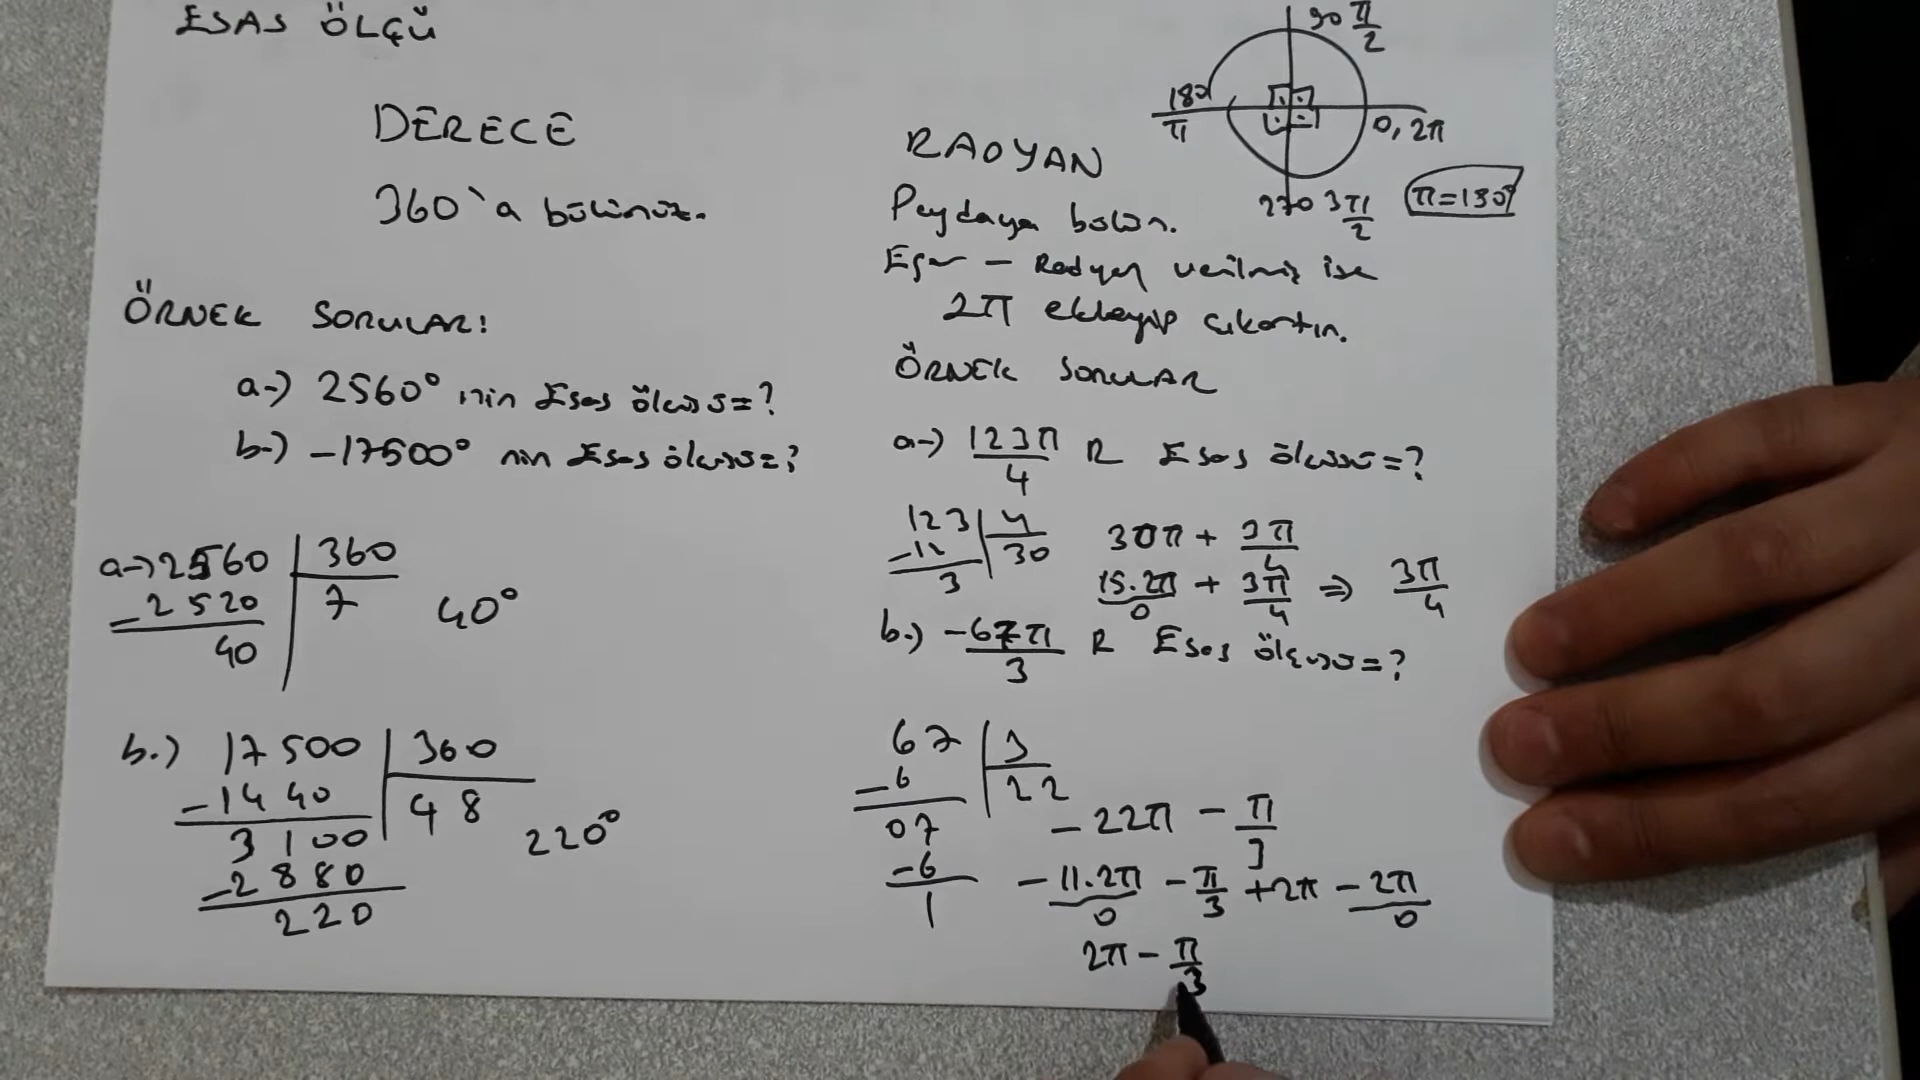 ESAS ÖLÇÜ
DERECE
360'a bölünüz.
ÖRNEK SORULAR!
a-) 2560° nin Esas ölçüsü=?
b-) -17500° nin Esas ölçüsü=?
a-) 2560 | 360
-2520 | 7
40
40°
b.) 17500 | 360
-1440 | 48
3100
-2880
220
220°
90 π/2
180
π
0, 2π
270 3π/2
π=180°
RADYAN
Paydaya bölün.
Eğer - Radyan verilmiş ise
2π ekleyip çıkartın.
ÖRNEK SORULAR
a-) 123π/4 R Esas ölçüsü=?
123 | 4
-12 | 30
3
30π + 3π/4
15.2π/0 + 3π/4 ⇒ 3π/4
b.) -67π/3 R Esas ölçüsü=?
67 | 3
-6 | 22
07
-6
1
-22π - π/3
-11.2π/0 - π/3 +2π - 2π/0
2π - π/3